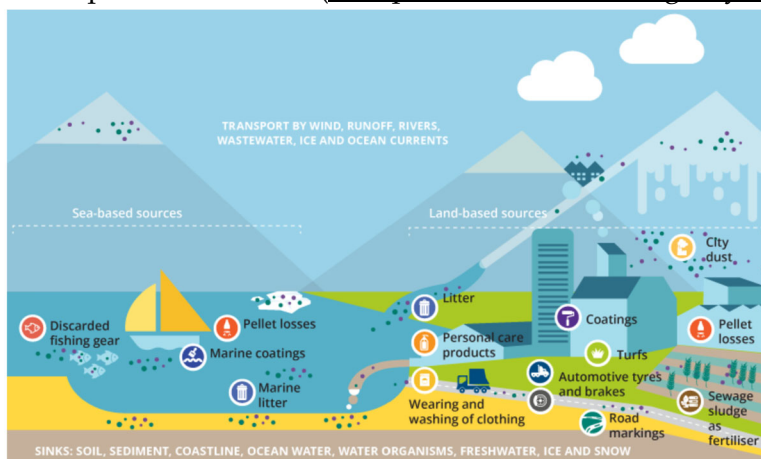 TRANSPORT BY WIND, RUNOFF, RIVERS,
WASTEWATER, ICE AND OCEAN CURRENTS
Sea-based sources
Land-based sources
City
dust
Litter
Discarded
fishing gear
Pellet losses
Marine coatings
Marine
litter
Personal care
products
Coatings
Pellet
losses
Turfs
Automotive tyres
and brakes
Wearing and
washing of clothing
Road
markings
Sewage
sludge
as
fertiliser
SINKS: SOIL, SEDIMENT, COASTLINE, OCEAN WATER, WATER ORGANISMS, FRESHWATER, ICE AND SNOW